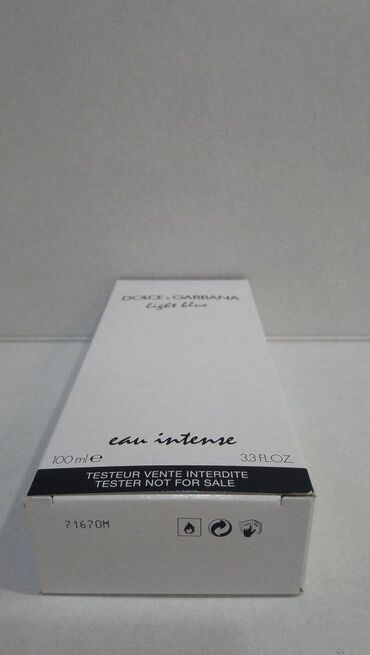 DOLCE & GABBANA
light blue
eau intense
100 ml e 3.3 FL.OZ.
TESTEUR VENTE INTERDITE
TESTER NOT FOR SALE
7167DM